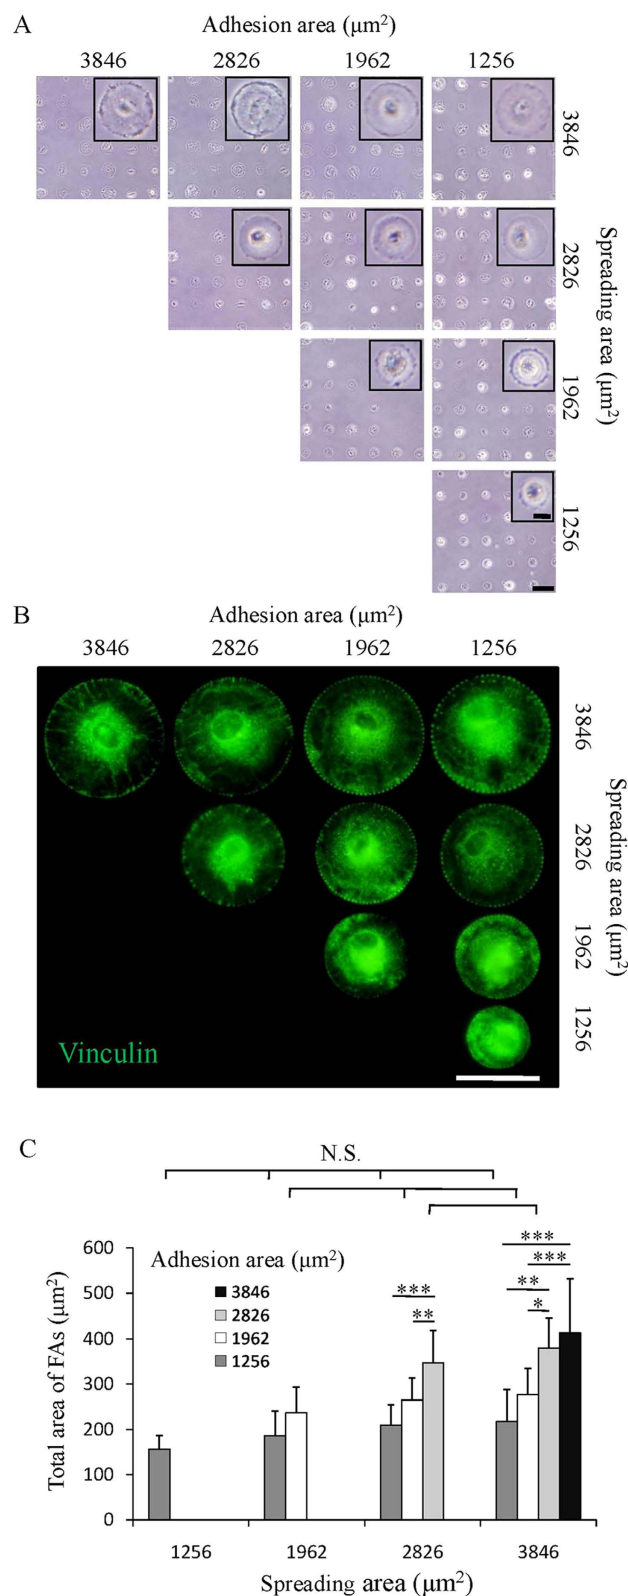 A
Adhesion area (μm²)
3846 2826 1962 1256
3846
2826
1962
1256
Spreading area (μm²)
B
Adhesion area (μm²)
3846 2826 1962 1256
3846
2826
1962
1256
Spreading area (μm²)
Vinculin
C
N.S.
Adhesion area (μm²)
3846
2826
1962
1256
***
**
***
***
**
*
600
500
400
300
200
100
0
Total area of FAs (μm²)
1256 1962 2826 3846
Spreading area (μm²)